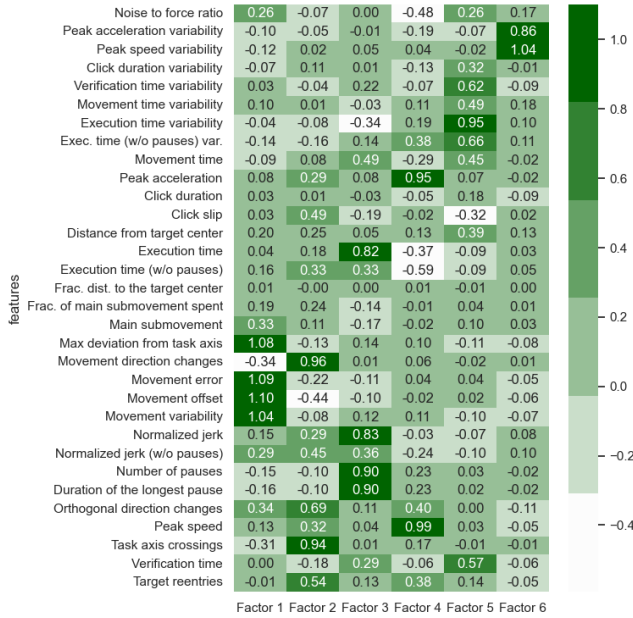 features
Noise to force ratio 0.26 -0.07 0.00 -0.48 0.26 0.17
Peak acceleration variability -0.10 -0.05 -0.01 -0.19 -0.07 0.86
Peak speed variability -0.12 0.02 0.05 0.04 -0.02 1.04
Click duration variability -0.07 0.11 0.01 -0.13 0.32 -0.01
Verification time variability 0.03 -0.04 0.22 -0.07 0.62 -0.09
Movement time variability 0.10 0.01 -0.03 0.11 0.49 0.18
Execution time variability -0.04 -0.08 -0.34 0.19 0.95 0.10
Exec. time (w/o pauses) var. -0.14 -0.16 0.14 0.38 0.66 0.11
Movement time -0.09 0.08 0.49 -0.29 0.45 -0.02
Peak acceleration 0.08 0.29 0.08 0.95 0.07 -0.02
Click duration 0.03 0.01 -0.03 -0.05 0.18 -0.09
Click slip 0.03 0.49 -0.19 -0.02 -0.32 0.02
Distance from target center 0.20 0.25 0.05 0.13 0.39 0.13
Execution time 0.04 0.18 0.82 -0.37 -0.09 0.03
Execution time (w/o pauses) 0.16 0.33 0.33 -0.59 -0.09 0.05
Frac. dist. to the target center 0.01 -0.00 0.00 0.01 -0.01 0.00
Frac. of main submovement spent 0.19 0.24 -0.14 -0.01 0.04 0.01
Main submovement 0.33 0.11 -0.17 -0.02 0.10 0.03
Max deviation from task axis 1.08 -0.13 0.14 0.10 -0.11 -0.08
Movement direction changes -0.34 0.96 0.01 0.06 -0.02 0.01
Movement error 1.09 -0.22 -0.11 0.04 0.04 -0.05
Movement offset 1.10 -0.44 -0.10 -0.02 0.02 -0.06
Movement variability 1.04 -0.08 0.12 0.11 -0.10 -0.07
Normalized jerk 0.15 0.29 0.83 -0.03 -0.07 0.08
Normalized jerk (w/o pauses) 0.29 0.45 0.36 -0.24 -0.10 0.10
Number of pauses -0.15 -0.10 0.90 0.23 0.03 -0.02
Duration of the longest pause -0.16 -0.10 0.90 0.23 0.02 -0.02
Orthogonal direction changes 0.34 0.69 0.11 0.40 0.00 -0.11
Peak speed 0.13 0.32 0.04 0.99 0.03 -0.05
Task axis crossings -0.31 0.94 0.01 0.17 -0.01 -0.01
Verification time 0.00 -0.18 0.29 -0.06 0.57 -0.06
Target reentries -0.01 0.54 0.13 0.38 0.14 -0.05
Factor 1 Factor 2 Factor 3 Factor 4 Factor 5 Factor 6
1.0
0.8
0.6
0.4
0.2
0.0
−0.2
−0.4